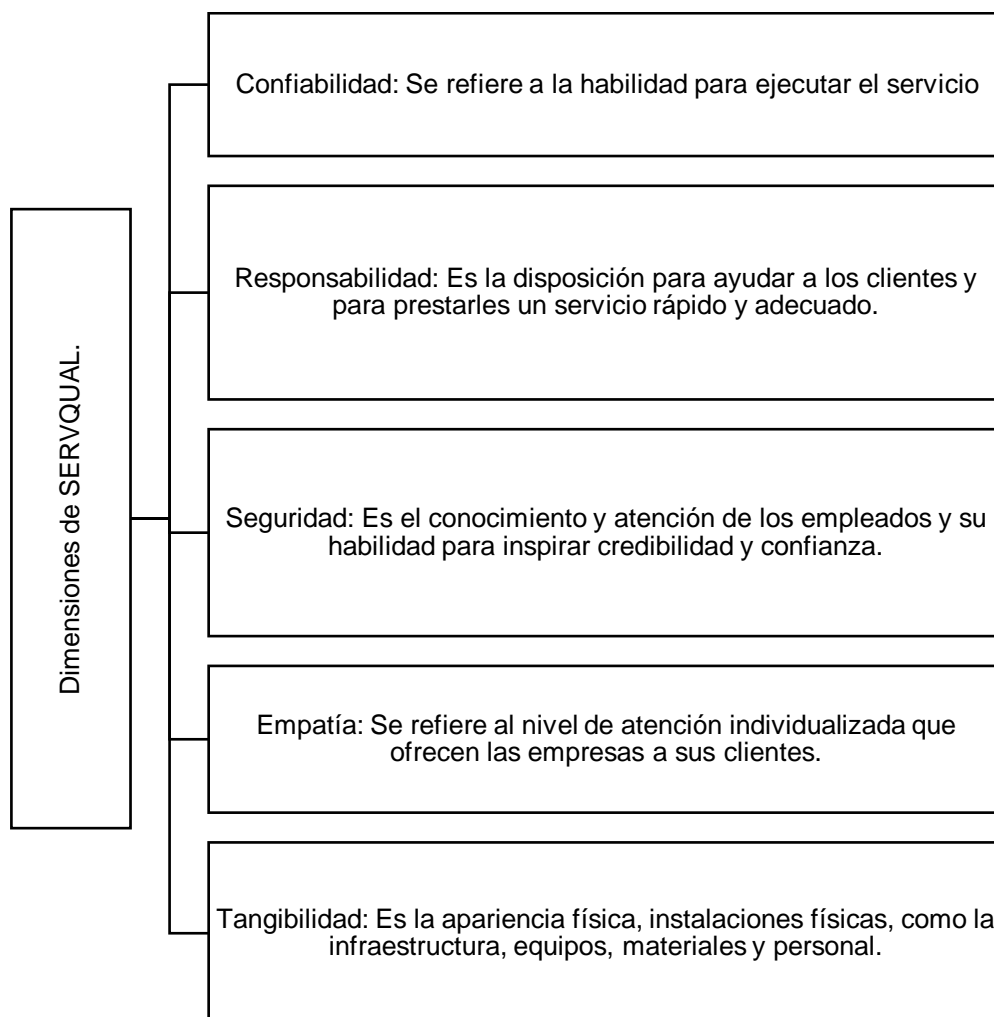 Confiabilidad: Se refiere a la habilidad para ejecutar el servicio
Responsabilidad: Es la disposición para ayudar a los clientes y
para prestarles un servicio rápido y adecuado.
Dimensiones de SERVQUAL.
Seguridad: Es el conocimiento y atención de los empleados y su
habilidad para inspirar credibilidad y confianza.
Empatía: Se refiere al nivel de atención individualizada que
ofrecen las empresas a sus clientes.
Tangibilidad: Es la apariencia física, instalaciones físicas, como la
infraestructura, equipos, materiales y personal.